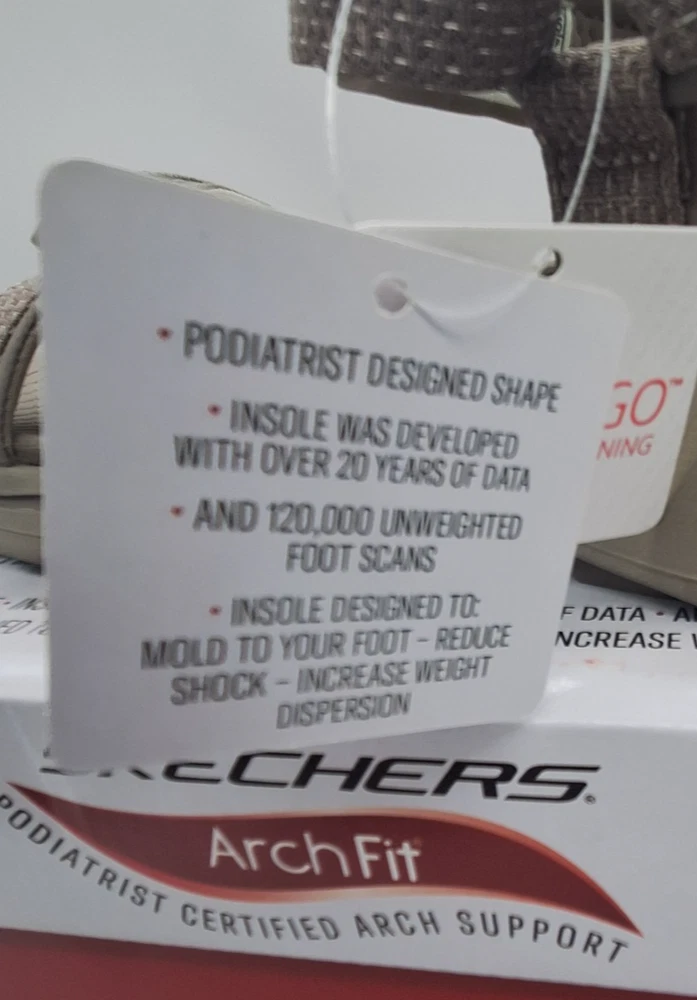 • PODIATRIST DESIGNED SHAPE
• INSOLE WAS DEVELOPED
WITH OVER 20 YEARS OF DATA
• AND 120,000 UNWEIGHTED
FOOT SCANS
• INSOLE DESIGNED TO:
MOLD TO YOUR FOOT – REDUCE
SHOCK – INCREASE WEIGHT
DISPERSION
GO™
NING
F DATA •
NCREASE
SKECHERS.
Arch Fit
PODIATRIST CERTIFIED ARCH SUPPORT